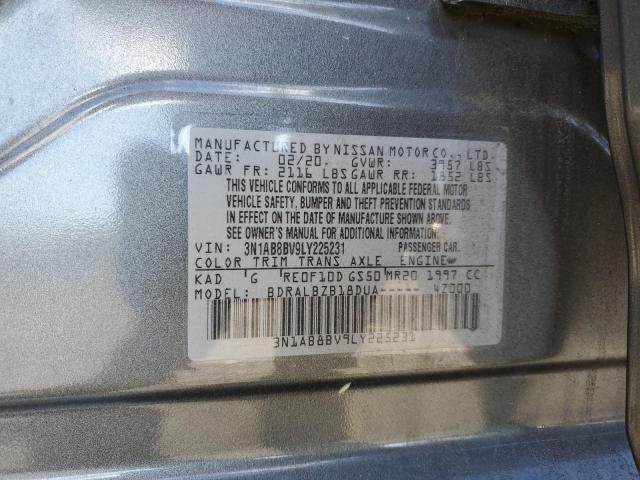 MANUFACTURED BY NISSAN MOTOR CO., LTD.
DATE: 02/20. GVWR: 3957 LBS
GAWR FR: 2116 LBS GAWR RR: 1852 LBS
THIS VEHICLE CONFORMS TO ALL APPLICABLE FEDERAL MOTOR
VEHICLE SAFETY, BUMPER AND THEFT PREVENTION STANDARDS
IN EFFECT ON THE DATE OF MANUFACTURE SHOWN ABOVE.
SEE OWNER'S MANUAL FOR ADDITIONAL INFORMATION.
VIN: 3N1AB8BV9LY225231 PASSENGER CAR.
COLOR TRIM TRANS AXLE ENGINE
KAD 'G 'RE0F10D GS50 MR20 1997 CC
MODEL: BDRALBZB18DUA----- 4Z000
3N1AB8BV9LY225231